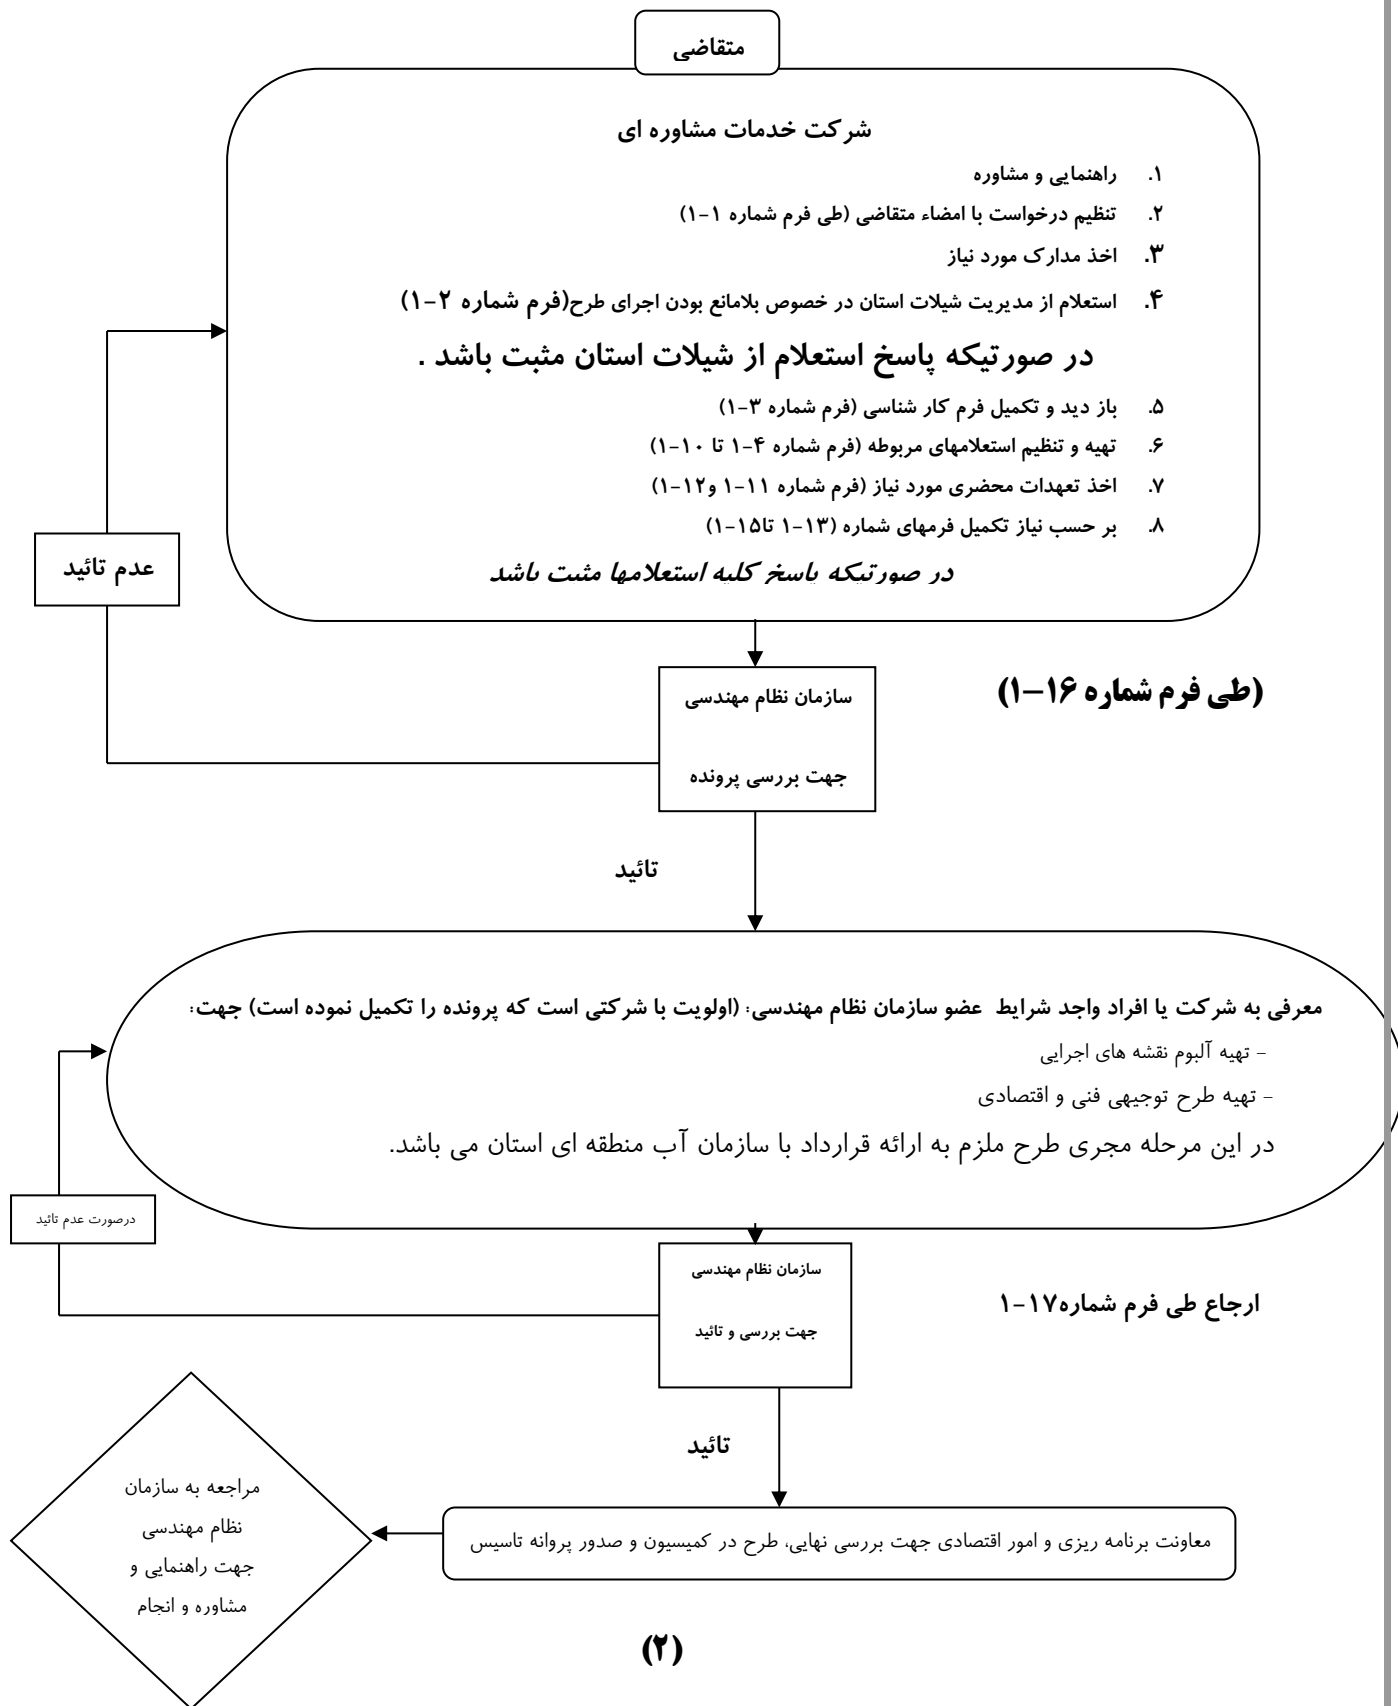 متقاضی
شرکت خدمات مشاوره ای
۱. راهنمایی و مشاوره
۲. تنظیم درخواست با امضاء متقاضی (طی فرم شماره ۱-۱)
۳. اخذ مدارک مورد نیاز
۴. استعلام از مدیریت شیلات استان در خصوص بلامانع بودن اجرای طرح(فرم شماره ۲-۱)
در صورتیکه پاسخ استعلام از شیلات استان مثبت باشد .
۵. باز دید و تکمیل فرم کار شناسی (فرم شماره ۳-۱)
۶. تهیه و تنظیم استعلامهای مربوطه (فرم شماره ۴-۱ تا ۱۰-۱)
۷. اخذ تعهدات محضری مورد نیاز (فرم شماره ۱۱-۱ و۱۲-۱)
۸. بر حسب نیاز تکمیل فرمهای شماره (۱۳-۱ تا۱۵-۱)
در صورتیکه پاسخ کلیه استعلامها مثبت باشد
عدم تائید
سازمان نظام مهندسی
جهت بررسی پرونده
(طی فرم شماره ۱۶-۱)
تائید
معرفی به شرکت یا افراد واجد شرایط عضو سازمان نظام مهندسی: (اولویت با شرکتی است که پرونده را تکمیل نموده است) جهت:
- تهیه آلبوم نقشه های اجرایی
- تهیه طرح توجیهی فنی و اقتصادی
در این مرحله مجری طرح ملزم به ارائه قرارداد با سازمان آب منطقه ای استان می باشد.
درصورت عدم تائید
سازمان نظام مهندسی
جهت بررسی و تائید
ارجاع طی فرم شماره۱۷-۱
تائید
معاونت برنامه ریزی و امور اقتصادی جهت بررسی نهایی، طرح در کمیسیون و صدور پروانه تاسیس
مراجعه به سازمان
نظام مهندسی
جهت راهنمایی و
مشاوره و انجام
(۲)